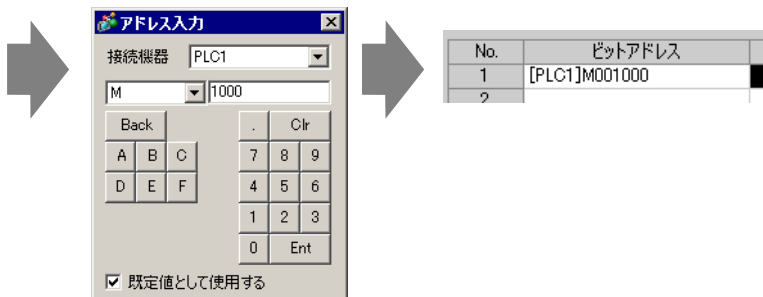 アドレス入力
接続機器 PLC1
M 1000
Back . Clr
A B C 7 8 9
D E F 4 5 6
1 2 3
0 Ent
既定値として使用する
No. ビットアドレス
1 [PLC1]M001000
2